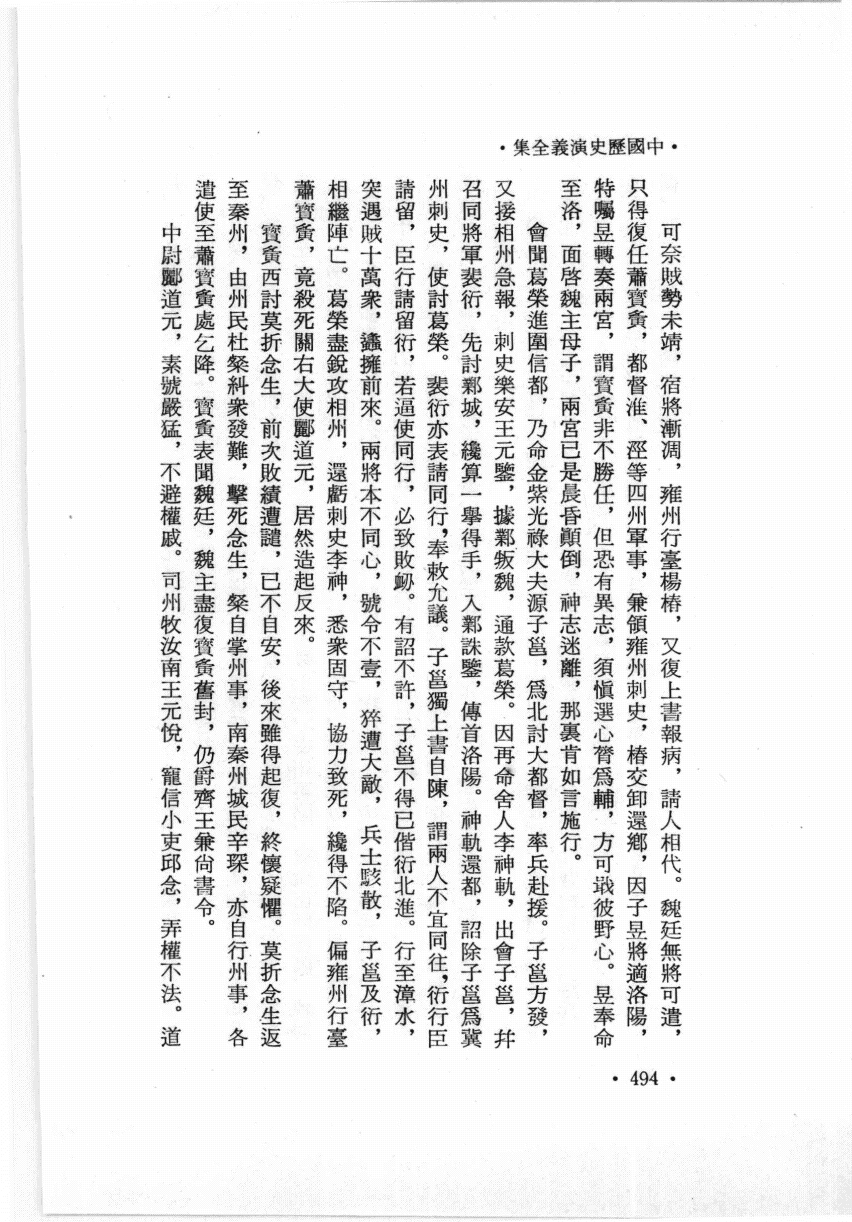 ·中國歷史演義全集·
可奈賊勢未靖，宿將漸凋，雍州行臺楊椿，又復上書報病，請人相代。魏廷無將可遣，
只得復任蕭寶夤，都督淮、涇等四州軍事，兼領雍州刺史，椿交卸還鄉，因子昱將適洛陽，
特囑昱轉奏兩宮，謂寶夤非不勝任，但恐有異志，須愼選心膂爲輔，方可戢彼野心。昱奉命
至洛，面啓魏主母子，兩宮已是晨昏顚倒，神志迷離，那裏肯如言施行。
會聞葛榮進圍信都，乃命金紫光祿大夫源子邕，爲北討大都督，率兵赴援。子邕方發，
又接相州急報，刺史樂安王元鑒，據鄴叛魏，通款葛榮。因再命舍人李神軌，出會子邕，幷
召同將軍裴衍，先討鄴城，纔算一擧得手，入鄴誅鑒，傳首洛陽。神軌還都，詔除子邕爲冀
州刺史，使討葛榮。裴衍亦表請同行，奉敕允議。子邕獨上書自陳，謂兩人不宜同往，衍行臣
請留，臣行請留衍，若逼使同行，必致敗衂。有詔不許，子邕不得已偕衍北進。行至漳水，
突遇賊十萬衆，蠭擁前來。兩將本不同心，號令不壹，猝遭大敵，兵士駭散，子邕及衍，
相繼陣亡。葛榮盡銳攻相州，還虧刺史李神，悉衆固守，協力致死，纔得不陷。偏雍州行臺
蕭寶夤，竟殺死關右大使酈道元，居然造起反來。
寶夤西討莫折念生，前次敗績遭譴，已不自安，後來雖得起復，終懷疑懼。莫折念生返
至秦州，由州民杜粲糾衆發難，擊死念生，粲自掌州事，南秦州城民辛琛，亦自行州事，各
遣使至蕭寶夤處乞降。寶夤表聞魏廷，魏主盡復寶夤舊封，仍爵齊王兼尙書令。
中尉酈道元，素號嚴猛，不避權戚。司州牧汝南王元悅，寵信小吏邱念，弄權不法。道
·494·